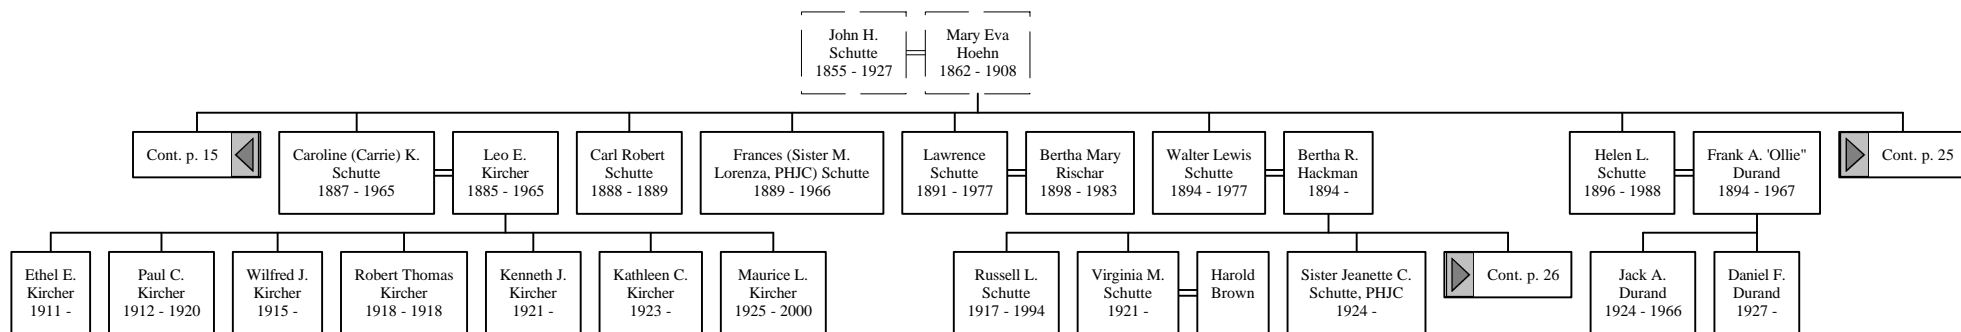 John H.
Schutte
1855 - 1927
Mary Eva
Hoehn
1862 - 1908
Cont. p. 15
Caroline (Carrie) K.
Schutte
1887 - 1965
Leo E.
Kircher
1885 - 1965
Carl Robert
Schutte
1888 - 1889
Frances (Sister M.
Lorenza, PHJC) Schutte
1889 - 1966
Lawrence
Schutte
1891 - 1977
Bertha Mary
Rischar
1898 - 1983
Walter Lewis
Schutte
1894 - 1977
Bertha R.
Hackman
1894 -
Helen L.
Schutte
1896 - 1988
Frank A. 'Ollie"
Durand
1894 - 1967
Cont. p. 25
Ethel E.
Kircher
1911 -
Paul C.
Kircher
1912 - 1920
Wilfred J.
Kircher
1915 -
Robert Thomas
Kircher
1918 - 1918
Kenneth J.
Kircher
1921 -
Kathleen C.
Kircher
1923 -
Maurice L.
Kircher
1925 - 2000
Russell L.
Schutte
1917 - 1994
Virginia M.
Schutte
1921 -
Harold
Brown
Sister Jeanette C.
Schutte, PHJC
1924 -
Cont. p. 26
Jack A.
Durand
1924 - 1966
Daniel F.
Durand
1927 -